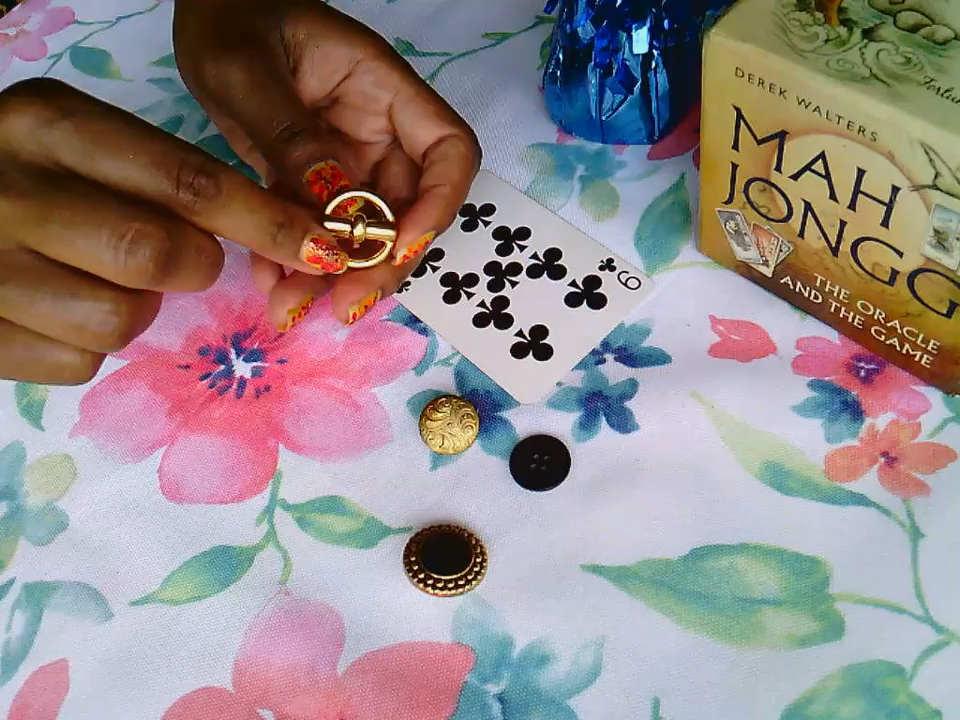 9
DEREK WALTERS
MAH
JONGG
THE ORACLE
AND THE GAME